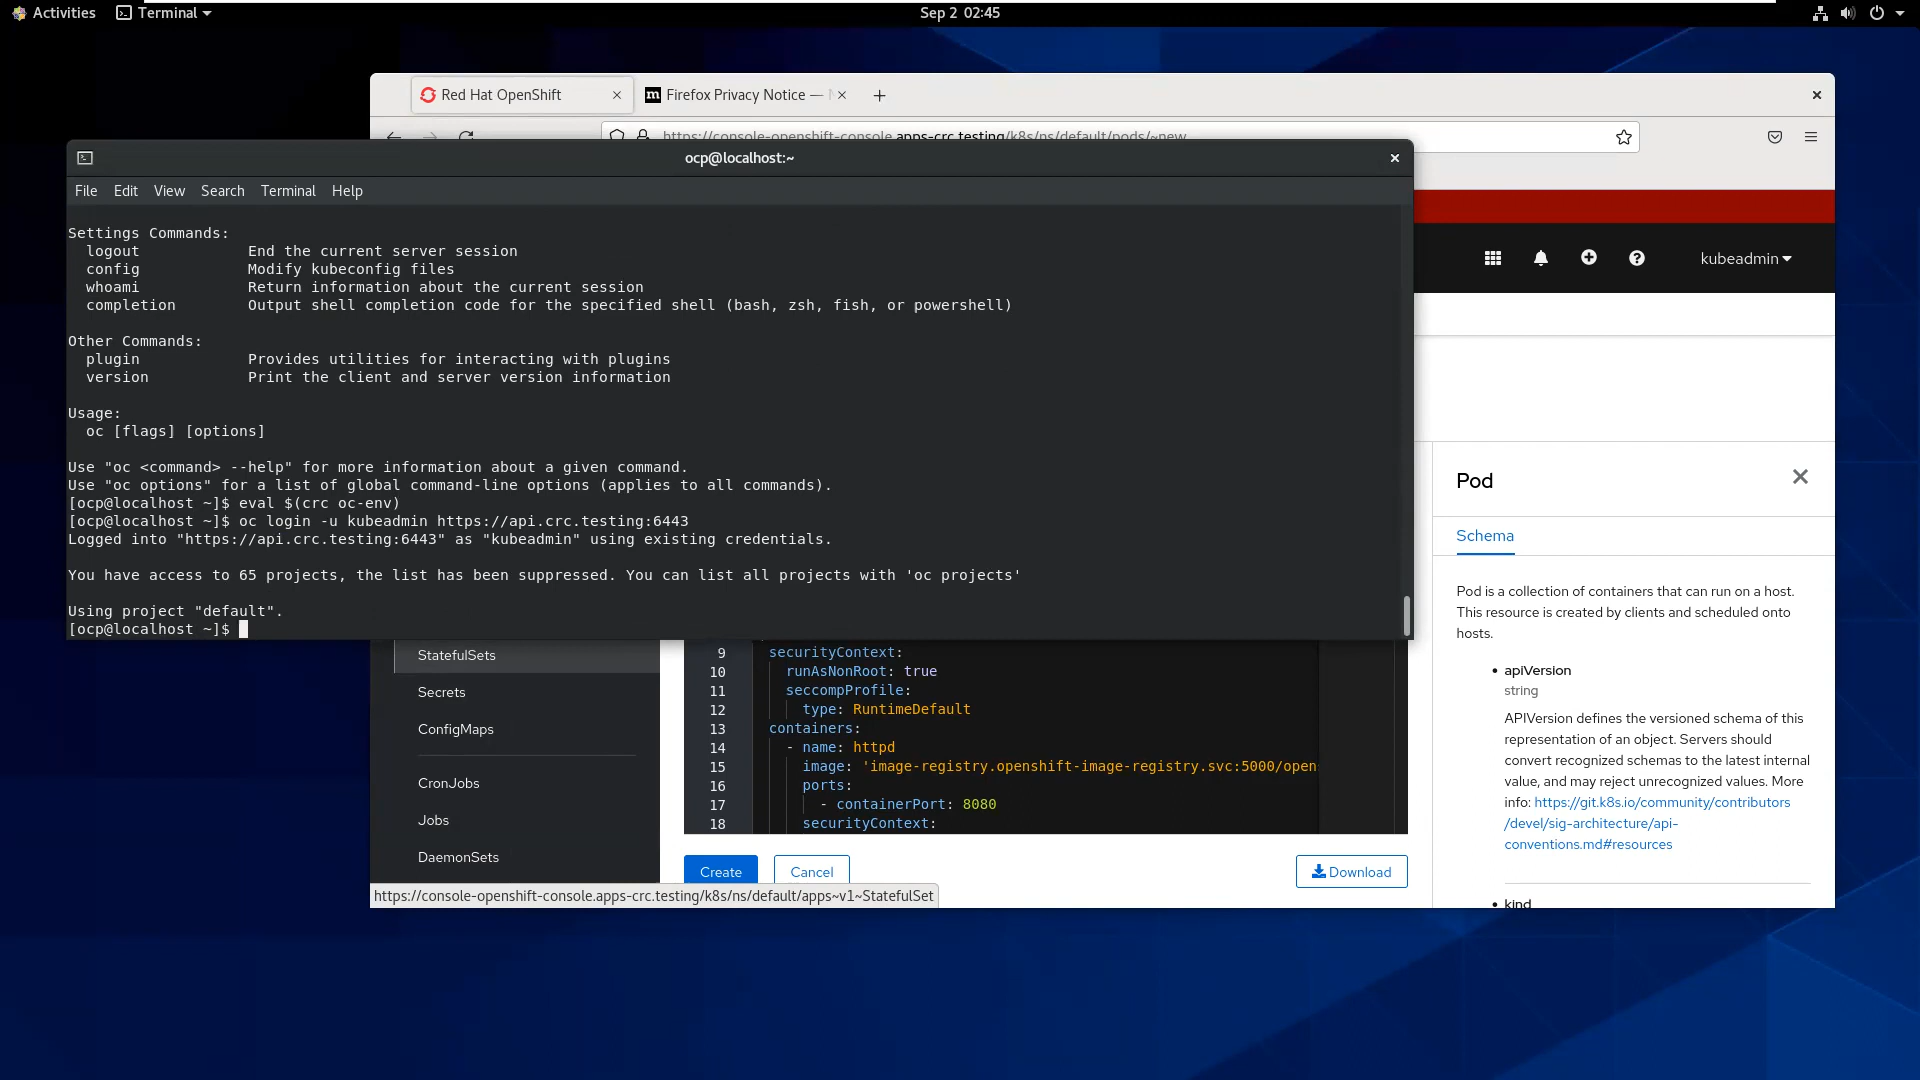 Activities Terminal Sep 2 02:45
Red Hat OpenShift Firefox Privacy Notice —
https://console-openshift-console.apps-crc.testing/k8s/ns/default/pods/~new
ocp@localhost:~
File Edit View Search Terminal Help
Settings Commands:
logout End the current server session
config Modify kubeconfig files
whoami Return information about the current session
completion Output shell completion code for the specified shell (bash, zsh, fish, or powershell)
Other Commands:
plugin Provides utilities for interacting with plugins
version Print the client and server version information
Usage:
oc [flags] [options]
Use "oc <command> --help" for more information about a given command.
Use "oc options" for a list of global command-line options (applies to all commands).
[ocp@localhost ~]$ eval $(crc oc-env)
[ocp@localhost ~]$ oc login -u kubeadmin https://api.crc.testing:6443
Logged into "https://api.crc.testing:6443" as "kubeadmin" using existing credentials.
You have access to 65 projects, the list has been suppressed. You can list all projects with 'oc projects'
Using project "default".
[ocp@localhost ~]$
kubeadmin
StatefulSets
Secrets
ConfigMaps
CronJobs
Jobs
DaemonSets
9 securityContext:
10 runAsNonRoot: true
11 seccompProfile:
12 type: RuntimeDefault
13 containers:
14 - name: httpd
15 image: 'image-registry.openshift-image-registry.svc:5000/open
16 ports:
17 - containerPort: 8080
18 securityContext:
Create Cancel Download
https://console-openshift-console.apps-crc.testing/k8s/ns/default/apps~v1~StatefulSet
Pod
Schema
Pod is a collection of containers that can run on a host.
This resource is created by clients and scheduled onto
hosts.
• apiVersion
string
APIVersion defines the versioned schema of this
representation of an object. Servers should
convert recognized schemas to the latest internal
value, and may reject unrecognized values. More
info: https://git.k8s.io/community/contributors
/devel/sig-architecture/api-
conventions.md#resources
• kind